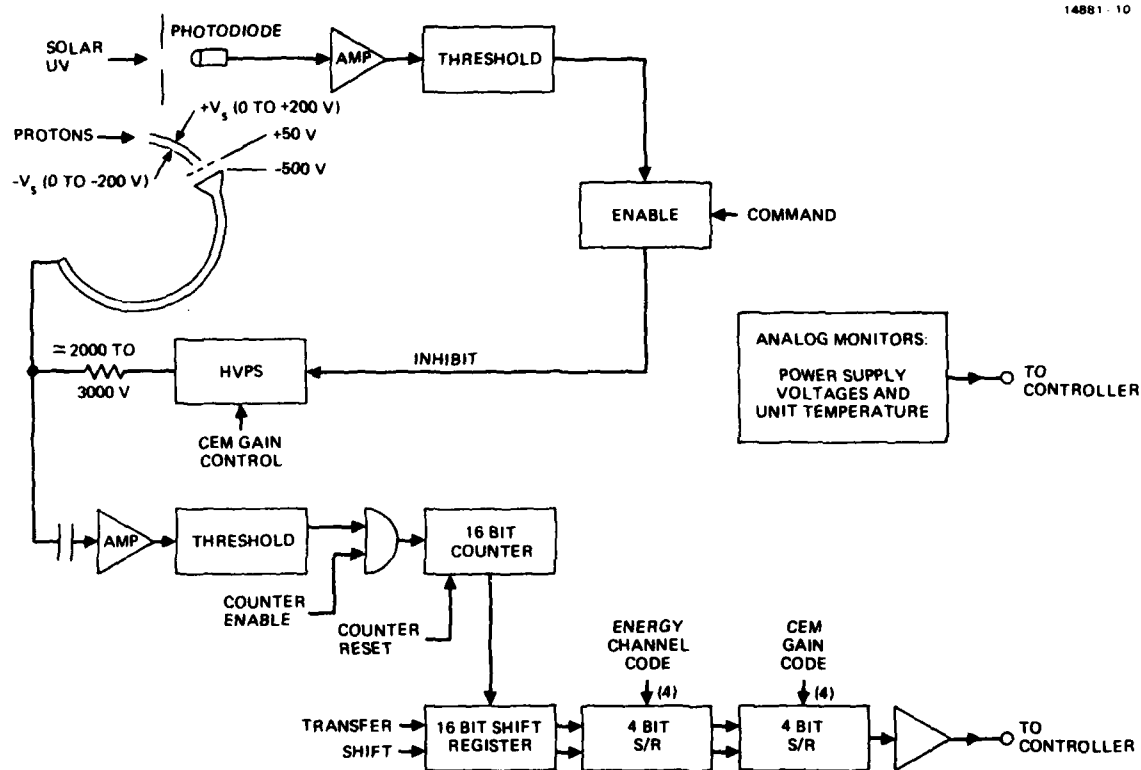 14881-10
SOLAR
UV
PHOTODIODE
AMP
THRESHOLD
+Vs (0 TO +200 V)
PROTONS
+50 V
-Vs (0 TO -200 V)
-500 V
ENABLE
COMMAND
≃ 2000 TO
3000 V
HVPS
INHIBIT
CEM GAIN
CONTROL
ANALOG MONITORS:
POWER SUPPLY
VOLTAGES AND
UNIT TEMPERATURE
TO
CONTROLLER
AMP
THRESHOLD
16 BIT
COUNTER
COUNTER
ENABLE
COUNTER
RESET
ENERGY
CHANNEL
CODE
(4)
CEM
GAIN
CODE
(4)
TRANSFER
SHIFT
16 BIT SHIFT
REGISTER
4 BIT
S/R
4 BIT
S/R
TO
CONTROLLER